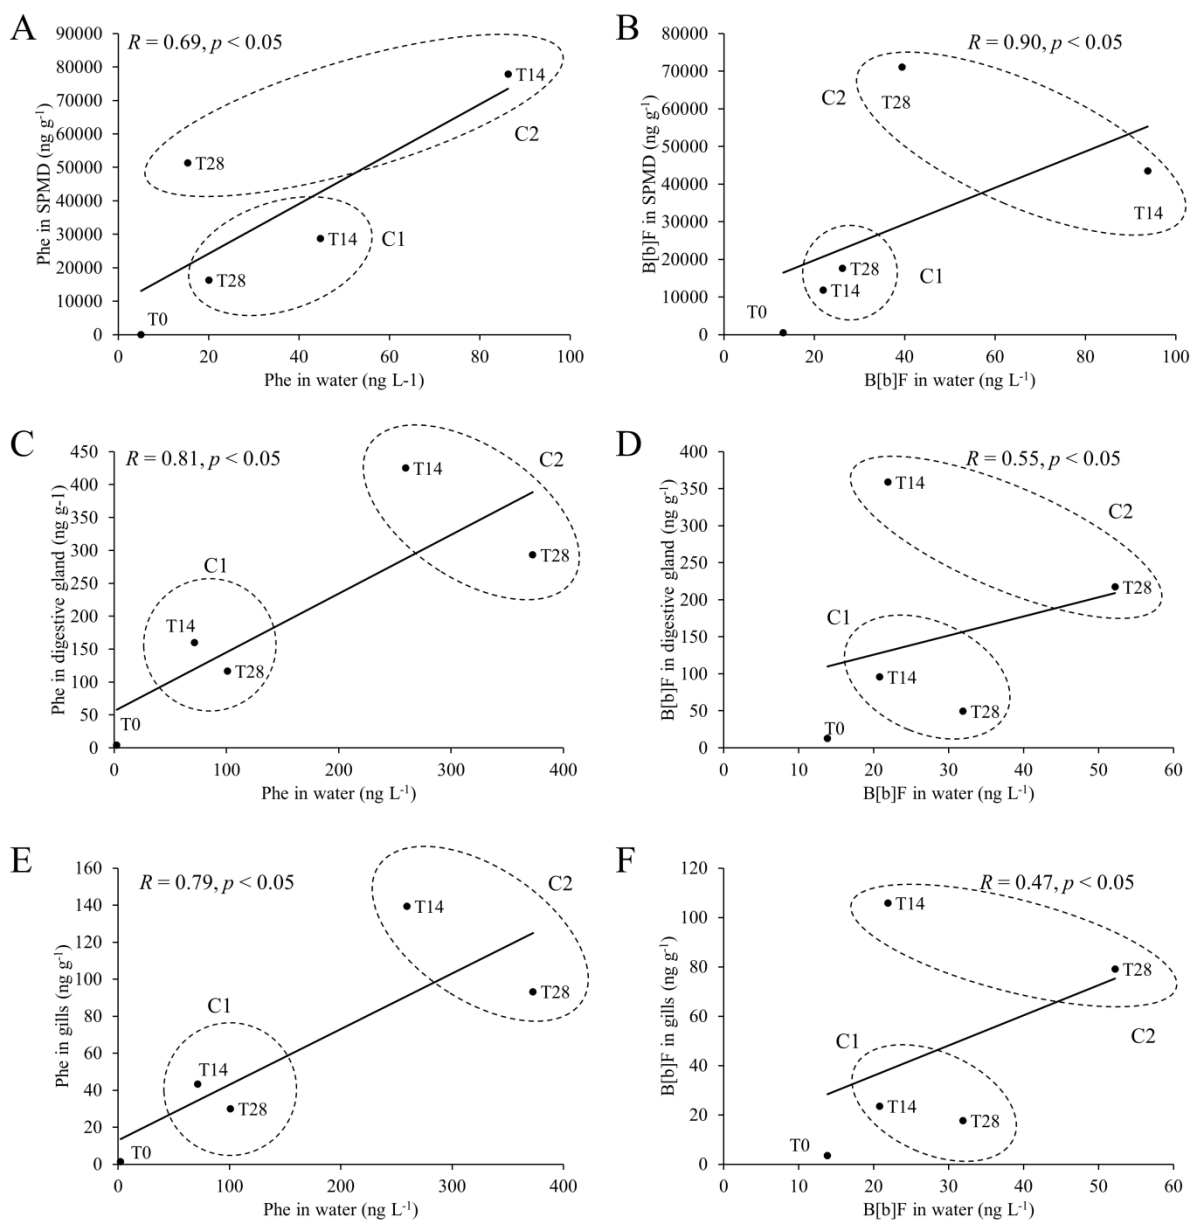 A
R = 0.69, p < 0.05
90000
80000
70000
60000
50000
40000
30000
20000
10000
0
Phe in SPMD (ng g⁻¹)
T14
C2
T28
C1
T14
T28
T0
0 20 40 60 80 100
Phe in water (ng L-1)
B
R = 0.90, p < 0.05
80000
70000
60000
50000
40000
30000
20000
10000
0
B[b]F in SPMD (ng g⁻¹)
C2
T28
T14
T28
T14
C1
T0
0 20 40 60 80 100
B[b]F in water (ng L⁻¹)
C
R = 0.81, p < 0.05
450
400
350
300
250
200
150
100
50
0
Phe in digestive gland (ng g-1)
T14
C2
T28
C1
T14
T28
T0
0 100 200 300 400
Phe in water (ng L⁻¹)
D
R = 0.55, p < 0.05
400
350
300
250
200
150
100
50
0
B[b]F in digestive gland (ng g⁻¹)
T14
C2
T28
C1
T14
T28
T0
0 10 20 30 40 50 60
B[b]F in water (ng L⁻¹)
E
R = 0.79, p < 0.05
160
140
120
100
80
60
40
20
0
Phe in gills (ng g⁻¹)
C2
T14
T28
C1
T14
T28
T0
0 100 200 300 400
Phe in water (ng L⁻¹)
F
R = 0.47, p < 0.05
120
100
80
60
40
20
0
B[b]F in gills (ng g⁻¹)
T14
T28
C2
C1
T14
T28
T0
0 10 20 30 40 50 60
B[b]F in water (ng L⁻¹)